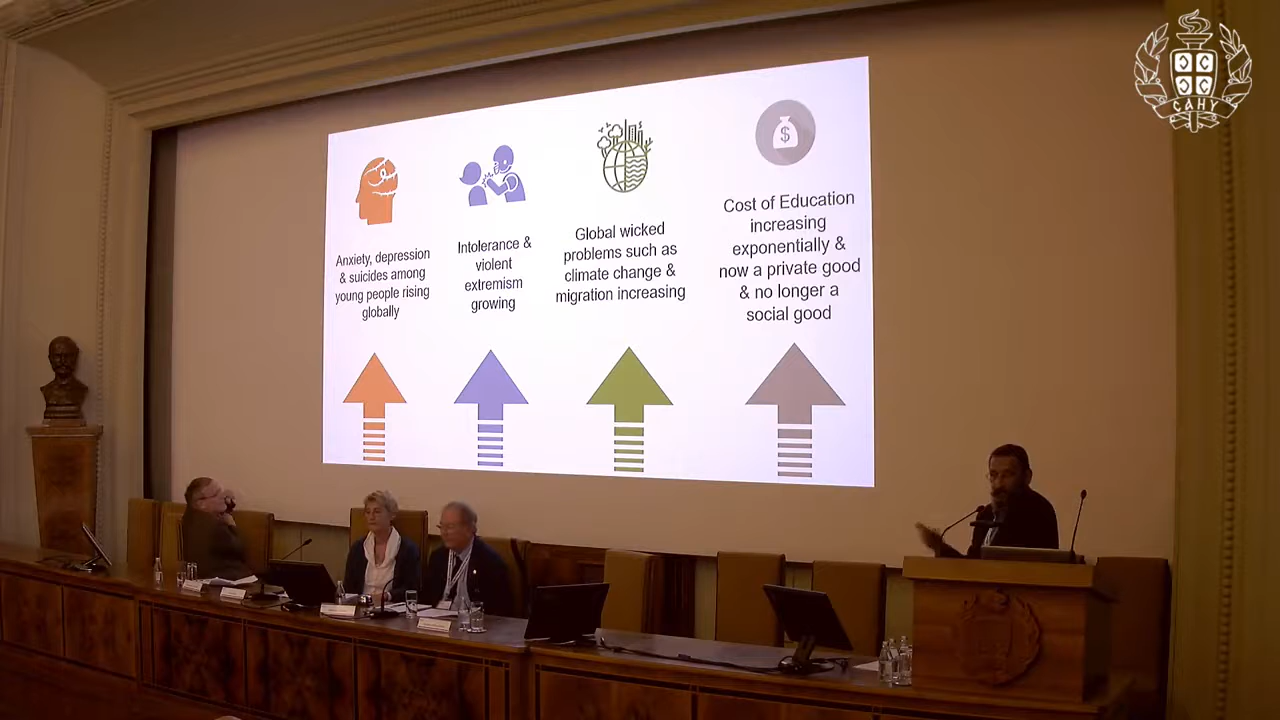 Anxiety, depression
& suicides among
young people rising
globally
Intolerance &
violent
extremism
growing
Global wicked
problems such as
climate change &
migration increasing
$
Cost of Education
increasing
exponentially &
now a private good
& no longer a
social good
САНУ